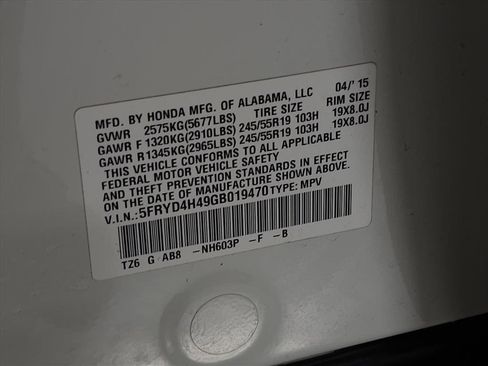 MFD. BY HONDA MFG. OF ALABAMA, LLC 04/'15
GVWR 2575KG(5677LBS) TIRE SIZE RIM SIZE
GAWR F 1320KG(2910LBS) 245/55R19 103H 19X8.0J
GAWR R 1345KG(2965LBS) 245/55R19 103H 19X8.0J
THIS VEHICLE CONFORMS TO ALL APPLICABLE
FEDERAL MOTOR VEHICLE SAFETY
AND THEFT PREVENTION STANDARDS IN EFFECT
ON THE DATE OF MANUFACTURE SHOWN ABOVE.
V.I.N.:5FRYD4H49GB019470 TYPE: MPV
TZ6 G AB8 -NH603P -F -B